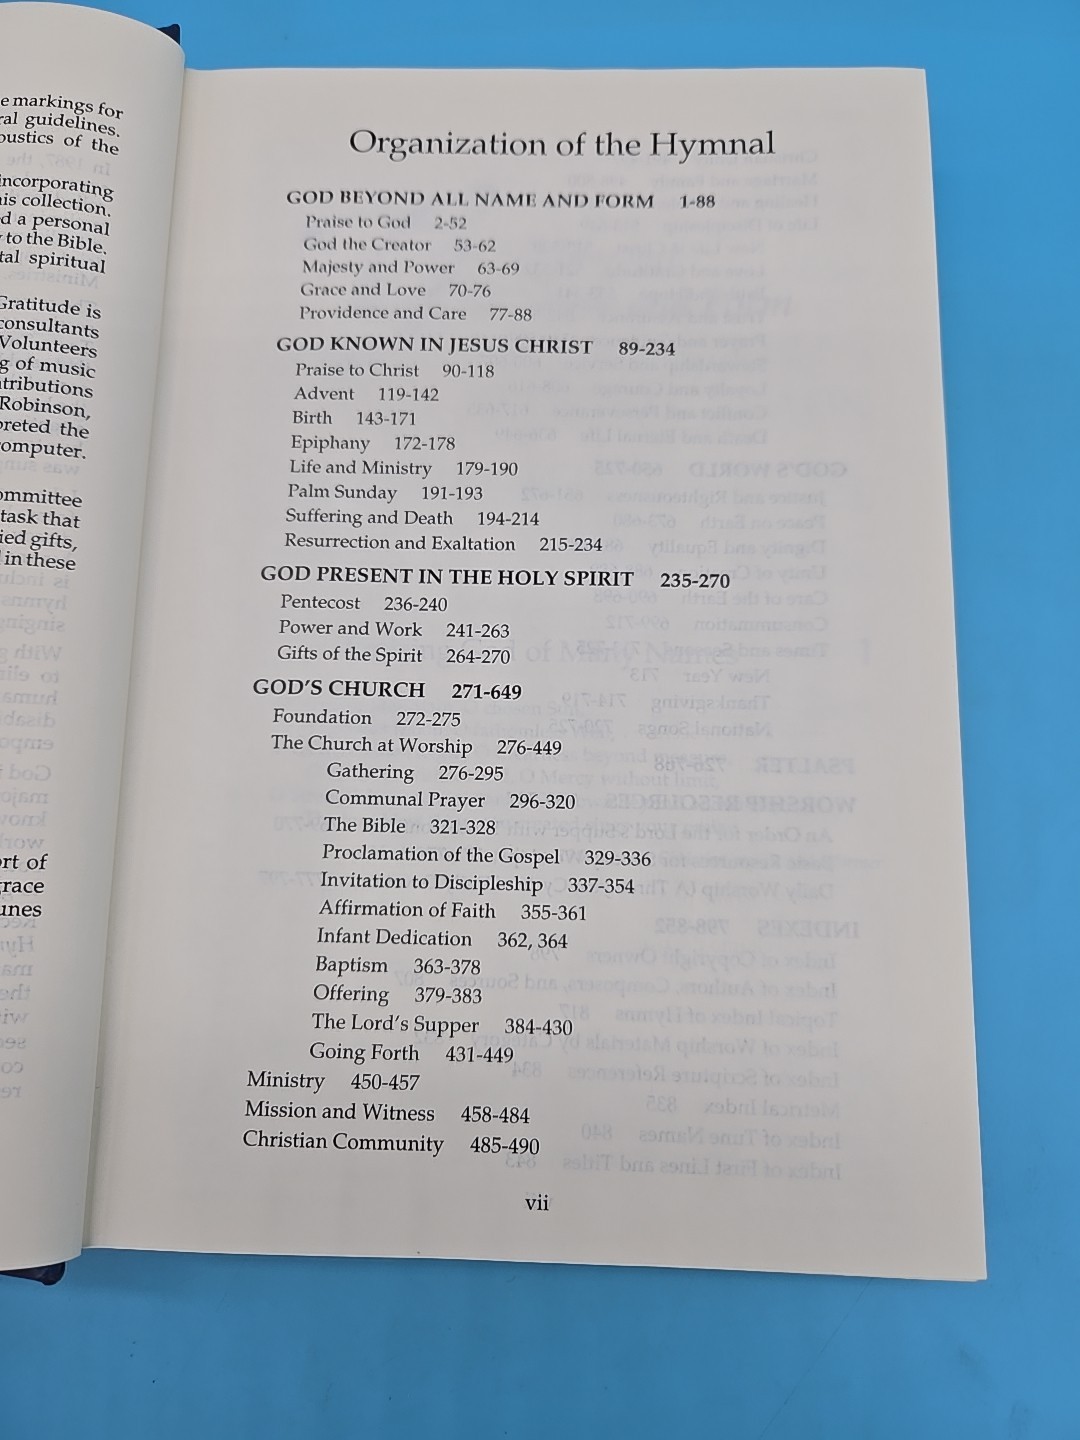 e markings for
ral guidelines.
oustics of the
incorporating
is collection.
d a personal
to the Bible.
tal spiritual
Gratitude is
consultants
Volunteers
g of music
tributions
Robinson,
preted the
omputer.
ommittee
task that
ied gifts,
in these
rt of
race
unes
Organization of the Hymnal
GOD BEYOND ALL NAME AND FORM 1-88
Praise to God 2-52
God the Creator 53-62
Majesty and Power 63-69
Grace and Love 70-76
Providence and Care 77-88
GOD KNOWN IN JESUS CHRIST 89-234
Praise to Christ 90-118
Advent 119-142
Birth 143-171
Epiphany 172-178
Life and Ministry 179-190
Palm Sunday 191-193
Suffering and Death 194-214
Resurrection and Exaltation 215-234
GOD PRESENT IN THE HOLY SPIRIT 235-270
Pentecost 236-240
Power and Work 241-263
Gifts of the Spirit 264-270
GOD'S CHURCH 271-649
Foundation 272-275
The Church at Worship 276-449
Gathering 276-295
Communal Prayer 296-320
The Bible 321-328
Proclamation of the Gospel 329-336
Invitation to Discipleship 337-354
Affirmation of Faith 355-361
Infant Dedication 362, 364
Baptism 363-378
Offering 379-383
The Lord's Supper 384-430
Going Forth 431-449
Ministry 450-457
Mission and Witness 458-484
Christian Community 485-490
vii